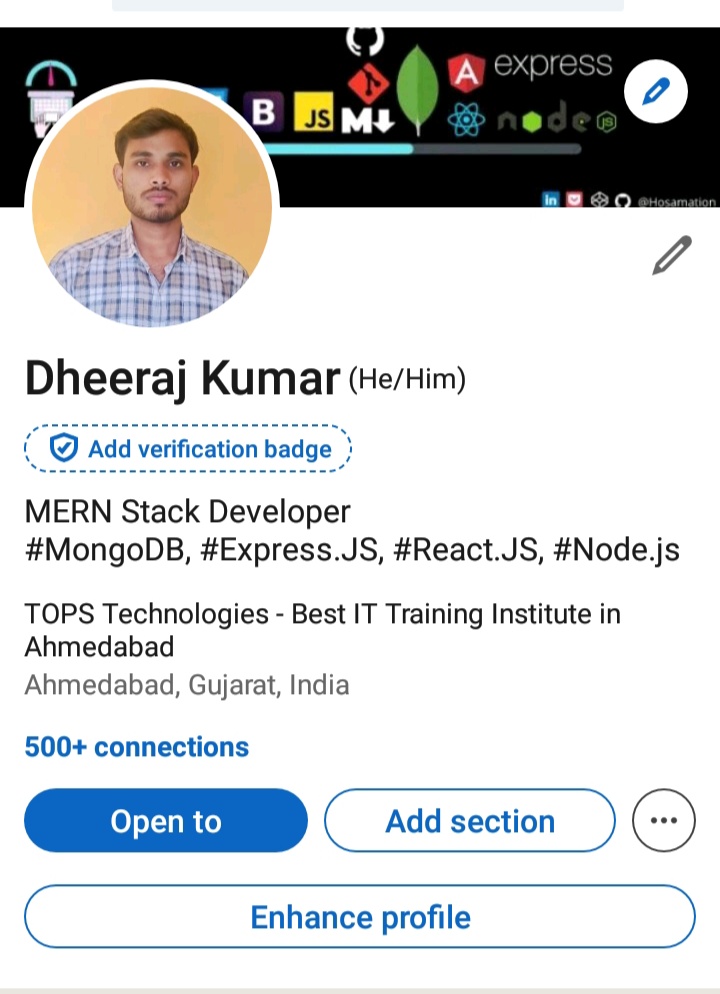 B
JS
M
A
express
node
JS
in
@Hosamation
Dheeraj Kumar (He/Him)
Add verification badge
MERN Stack Developer
#MongoDB, #Express.JS, #React.JS, #Node.js
TOPS Technologies - Best IT Training Institute in
Ahmedabad
Ahmedabad, Gujarat, India
500+ connections
Open to
Add section
Enhance profile